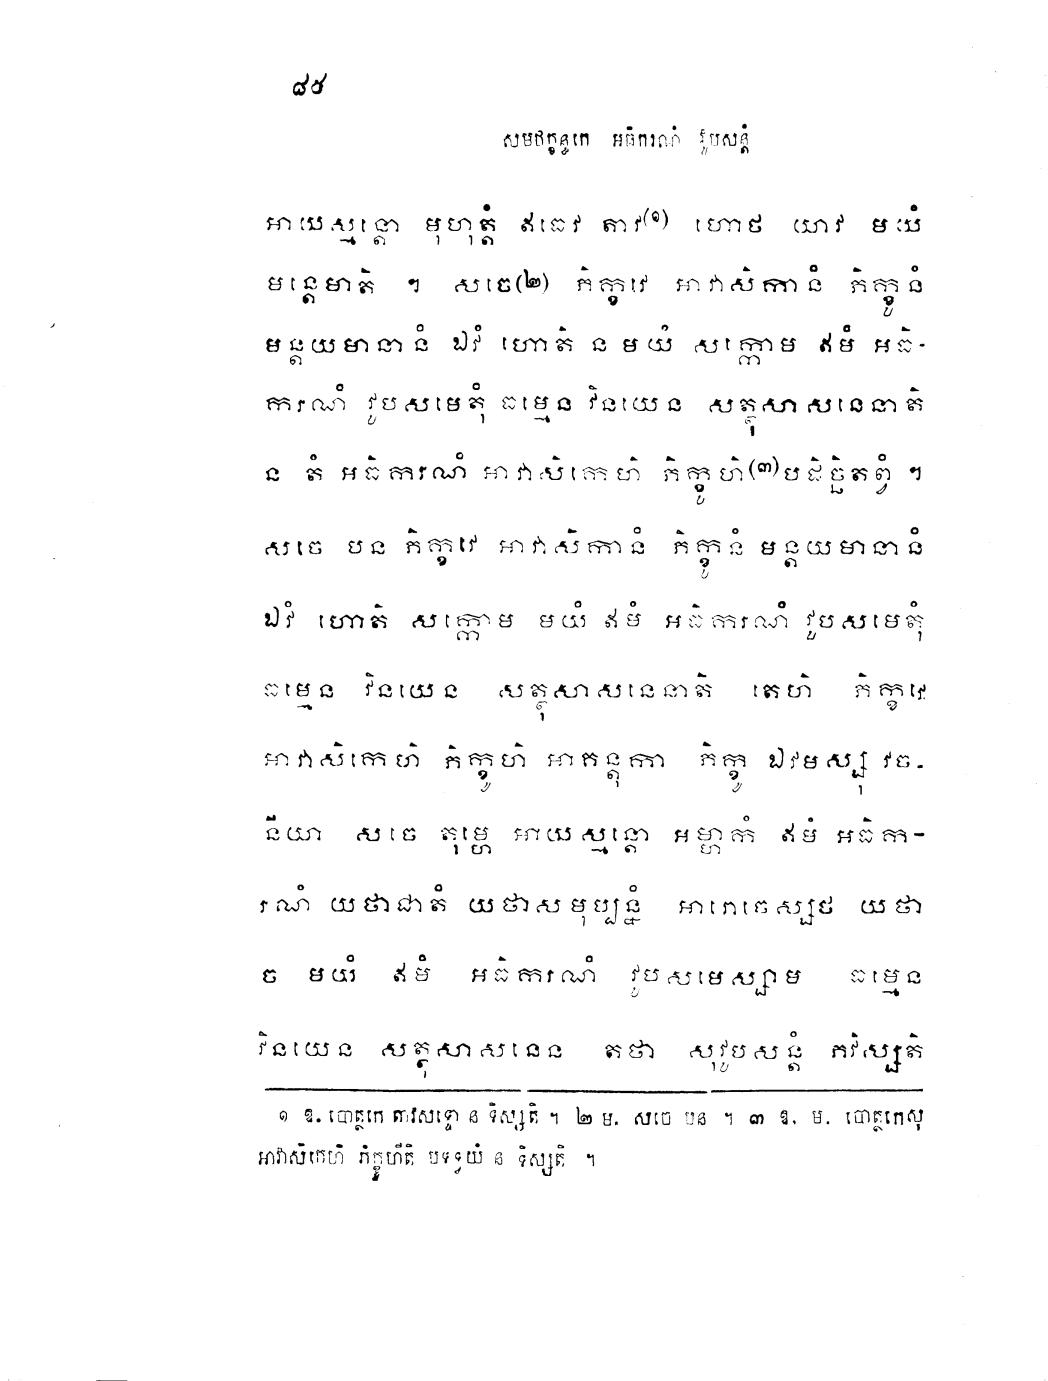 ៨៥
សមថក្ខន្ធកេ អធិករណំ វូបសន្តំ
អាយស្មន្តោ មុហុត្តំ ឥធេវ តាវ(១) ហោថ យាវ មយំ
មន្តេមាតិ ។ សចេ(២) ភិក្ខវេ អាវាសិកានំ ភិក្ខូនំ
មន្តយមានានំ ឯវំ ហោតិ ន មយំ សក្កោម ឥមំ អធិ-
ករណំ វូបសមេតុំ ធម្មេន វិនយេន សត្ថុសាសនេនាតិ
ន តំ អធិករណំ អាវាសិកេហិ ភិក្ខូហិ(៣)បដិច្ឆិតព្វំ ។
សចេ បន ភិក្ខវេ អាវាសិកានំ ភិក្ខូនំ មន្តយមានានំ
ឯវំ ហោតិ សក្កោម មយំ ឥមំ អធិករណំ វូបសមេតុំ
ធម្មេន វិនយេន សត្ថុសាសនេនាតិ តេហិ ភិក្ខវេ
អាវាសិកេហិ ភិក្ខូហិ អាគន្តុកា ភិក្ខូ ឯវមស្សុ វច-
នីយា សចេ តុម្ហេ អាយស្មន្តោ អម្ហាកំ ឥមំ អធិក-
រណំ យថាជាតំ យថាសមុប្បន្នំ អារោចេស្សថ យថា
ច មយំ ឥមំ អធិករណំ វូបសមេស្សាម ធម្មេន
វិនយេន សត្ថុសាសនេន តថា សុវូបសន្តំ ភវិស្សតិ
១ ឱ. បោត្ថកេ តាវសទ្ទោ ន ទិស្សតិ ។ ២ ម. សចេ បន ។ ៣ ឱ. ម. បោត្ថកេសុ
អាវាសិកេហិ ភិក្ខូហីតិ បទទ្វយំ ន ទិស្សតិ ។